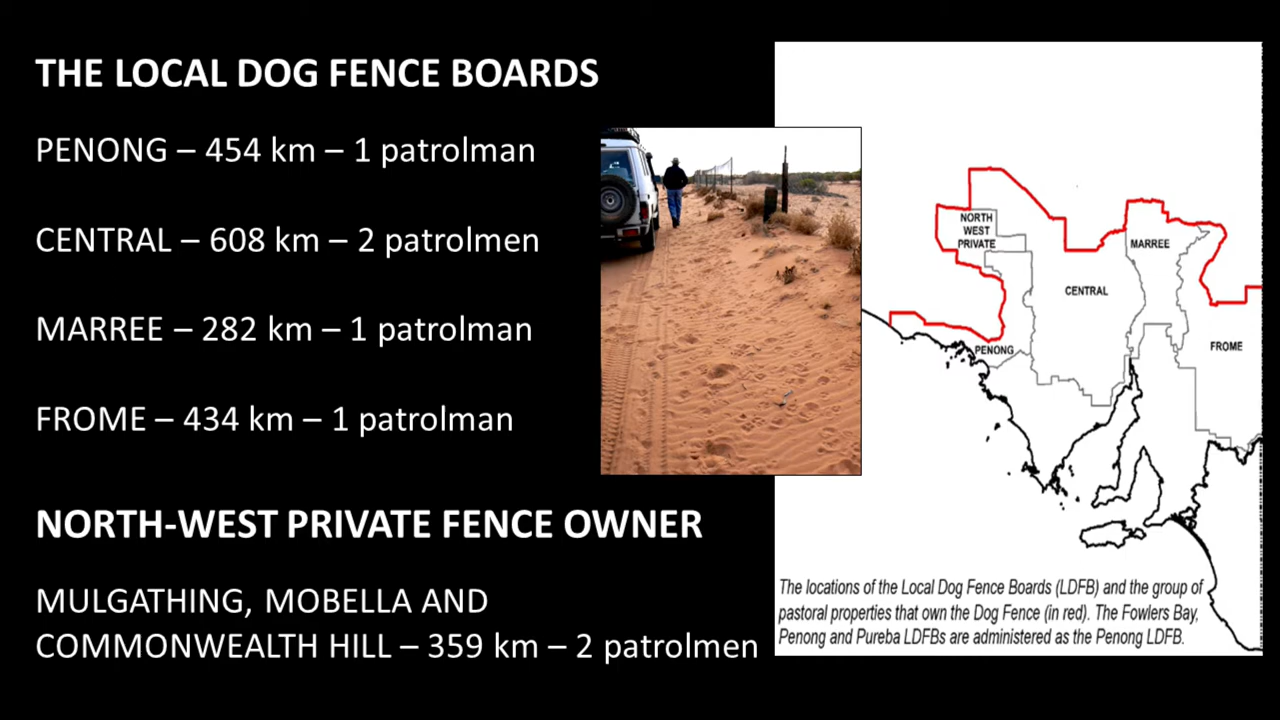 THE LOCAL DOG FENCE BOARDS
PENONG – 454 km – 1 patrolman
CENTRAL – 608 km – 2 patrolmen
MARREE – 282 km – 1 patrolman
FROME – 434 km – 1 patrolman
NORTH-WEST PRIVATE FENCE OWNER
MULGATHING, MOBELLA AND
COMMONWEALTH HILL – 359 km – 2 patrolmen
NORTH
WEST
PRIVATE
MARREE
CENTRAL
PENONG
FROME
The locations of the Local Dog Fence Boards (LDFB) and the group of
pastoral properties that own the Dog Fence (in red). The Fowlers Bay,
Penong and Pureba LDFBs are administered as the Penong LDFB.